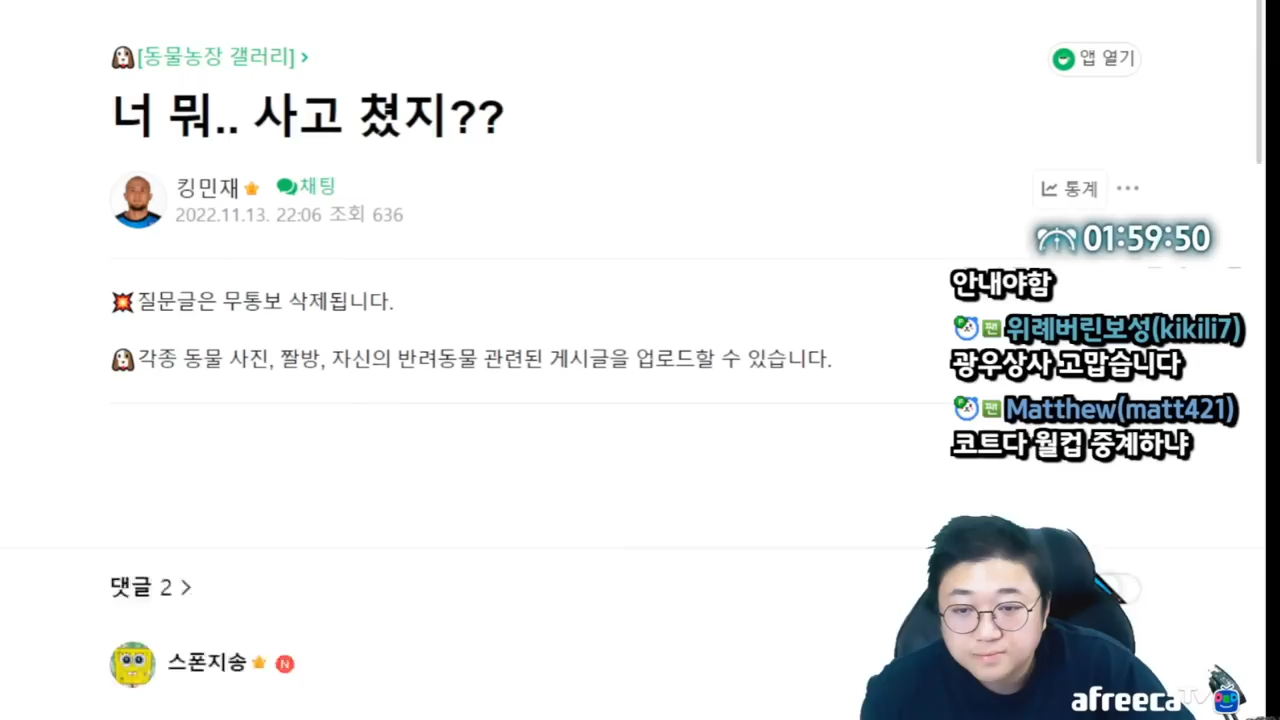 [동물농장 갤러리] >
앱 열기
너 뭐.. 사고 쳤지??
킹민재 채팅
2022.11.13. 22:06 조회 636
통계
01:59:50
💥질문글은 무통보 삭제됩니다.
각종 동물 사진, 짤방, 자신의 반려동물 관련된 게시글을 업로드할 수 있습니다.
안내야함
팬 위례버린보성(kikili7)
광우상사 고맙습니다
팬 Matthew(matt421)
코트다 월컵 중계하냐
댓글 2 >
스폰지송 N
afreecaTV